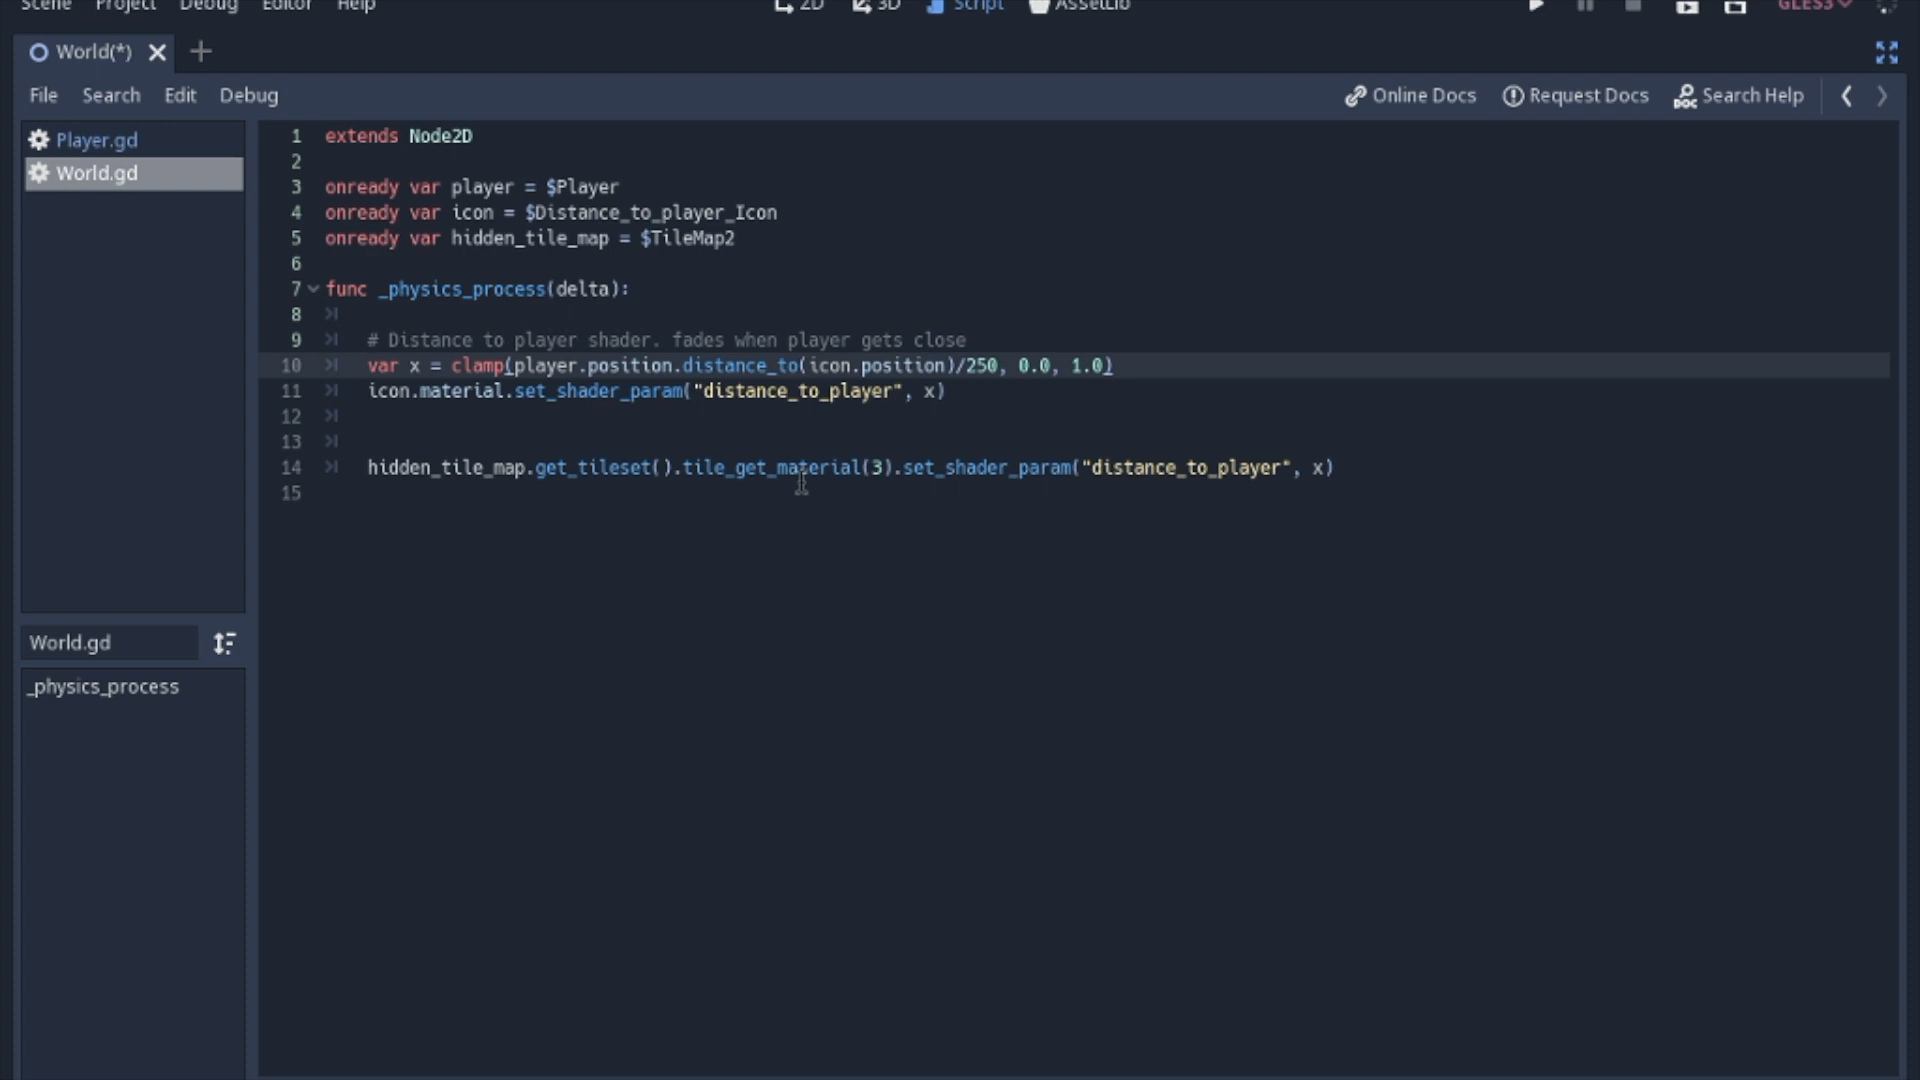 Scene Project Debug Editor Help 2D 3D Script AssetLib GLES3
World(*)
File Search Edit Debug Online Docs Request Docs Search Help
Player.gd
World.gd
1 extends Node2D
2
3 onready var player = $Player
4 onready var icon = $Distance_to_player_Icon
5 onready var hidden_tile_map = $TileMap2
6
7 func _physics_process(delta):
8
9 # Distance to player shader. fades when player gets close
10 var x = clamp(player.position.distance_to(icon.position)/250, 0.0, 1.0)
11 icon.material.set_shader_param("distance_to_player", x)
12
13
14 hidden_tile_map.get_tileset().tile_get_material(3).set_shader_param("distance_to_player", x)
15
World.gd
_physics_process